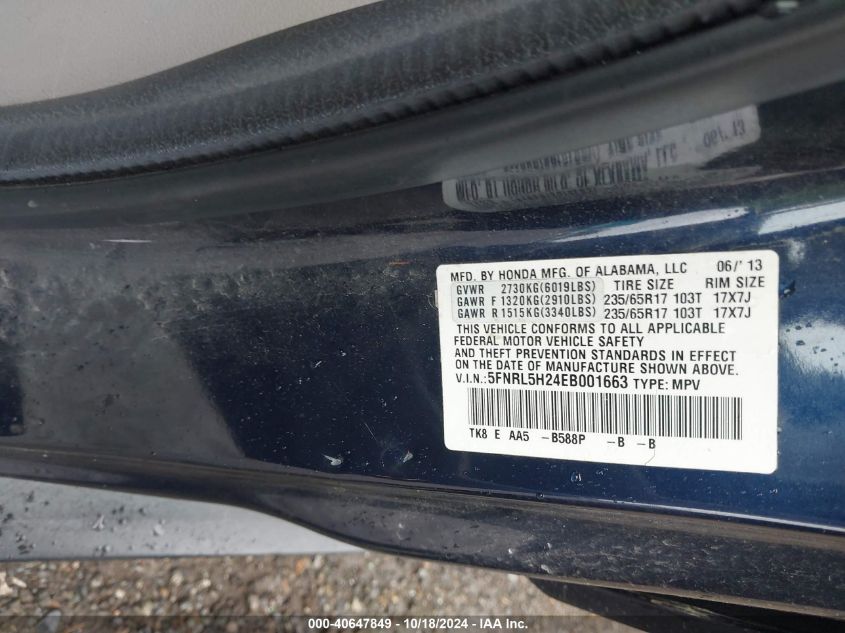 MFD. BY HONDA MFG. OF ALABAMA, LLC 06/'13
GVWR 2730KG(6019LBS) TIRE SIZE RIM SIZE
GAWR F 1320KG(2910LBS) 235/65R17 103T 17X7J
GAWR R 1515KG(3340LBS) 235/65R17 103T 17X7J
THIS VEHICLE CONFORMS TO ALL APPLICABLE
FEDERAL MOTOR VEHICLE SAFETY
AND THEFT PREVENTION STANDARDS IN EFFECT
ON THE DATE OF MANUFACTURE SHOWN ABOVE.
V.I.N.: 5FNRL5H24EB001663 TYPE: MPV
TK8 E AA5 -B588P -B -B
000-40647849 - 10/18/2024 - IAA Inc.